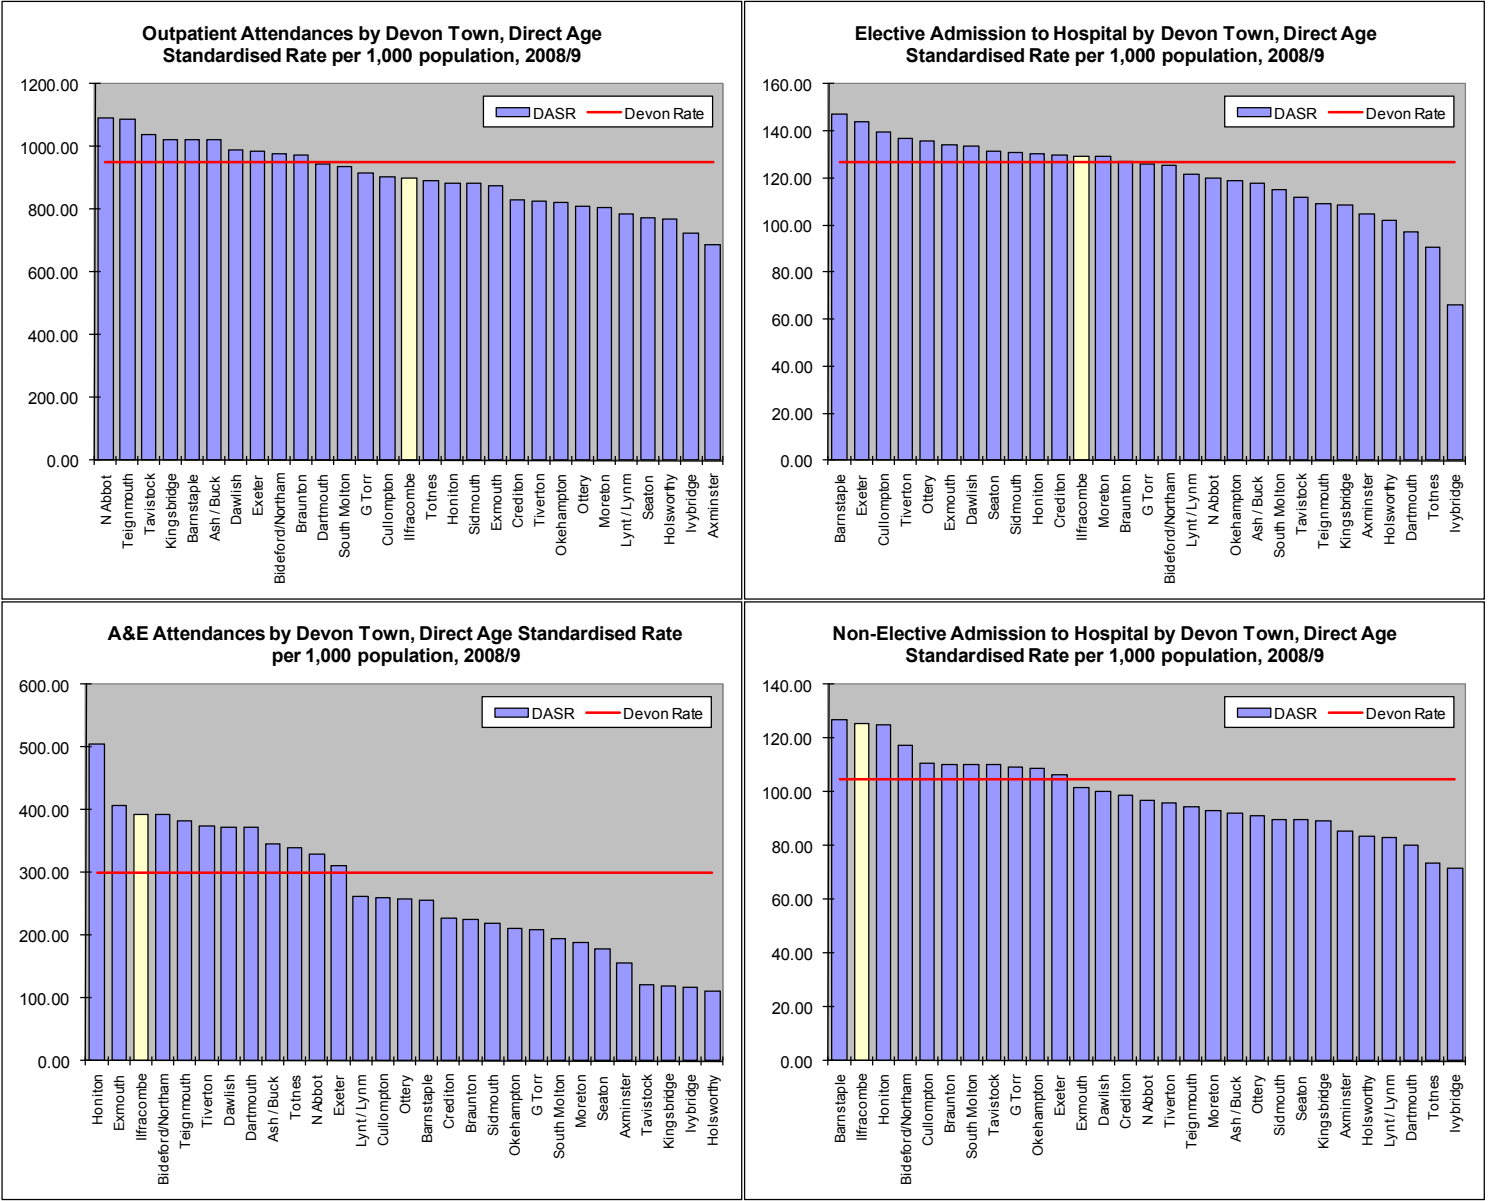 Outpatient Attendances by Devon Town, Direct Age
Standardised Rate per 1,000 population, 2008/9
1200.00
1000.00
800.00
600.00
400.00
200.00
0.00
DASR
Devon Rate
N Abbot
Teignmouth
Tavistock
Kingsbridge
Barnstaple
Ash / Buck
Dawlish
Exeter
Bideford/Northam
Braunton
Dartmouth
South Molton
G Torr
Cullompton
Ilfracombe
Totnes
Honiton
Sidmouth
Exmouth
Crediton
Tiverton
Okehampton
Ottery
Moreton
Lynt / Lynm
Seaton
Holsworthy
Ivybridge
Axminster
Elective Admission to Hospital by Devon Town, Direct Age
Standardised Rate per 1,000 population, 2008/9
160.00
140.00
120.00
100.00
80.00
60.00
40.00
20.00
0.00
DASR
Devon Rate
Barnstaple
Exeter
Cullompton
Tiverton
Ottery
Exmouth
Dawlish
Seaton
Sidmouth
Honiton
Crediton
Ilfracombe
Moreton
Braunton
G Torr
Bideford/Northam
Lynt / Lynm
N Abbot
Okehampton
Ash / Buck
South Molton
Tavistock
Teignmouth
Kingsbridge
Axminster
Holsworthy
Dartmouth
Totnes
Ivybridge
A&E Attendances by Devon Town, Direct Age Standardised Rate
per 1,000 population, 2008/9
600.00
500.00
400.00
300.00
200.00
100.00
0.00
DASR
Devon Rate
Honiton
Exmouth
Ilfracombe
Bideford/Northam
Teignmouth
Tiverton
Dawlish
Dartmouth
Ash / Buck
Totnes
N Abbot
Exeter
Lynt / Lynm
Cullompton
Ottery
Barnstaple
Crediton
Braunton
Sidmouth
Okehampton
G Torr
South Molton
Moreton
Seaton
Axminster
Tavistock
Kingsbridge
Ivybridge
Holsworthy
Non-Elective Admission to Hospital by Devon Town, Direct Age
Standardised Rate per 1,000 population, 2008/9
140.00
120.00
100.00
80.00
60.00
40.00
20.00
0.00
DASR
Devon Rate
Barnstaple
Ilfracombe
Honiton
Bideford/Northam
Cullompton
Braunton
South Molton
Tavistock
G Torr
Okehampton
Exeter
Exmouth
Dawlish
Crediton
N Abbot
Tiverton
Teignmouth
Moreton
Ash / Buck
Ottery
Sidmouth
Seaton
Kingsbridge
Axminster
Holsworthy
Lynt / Lynm
Dartmouth
Totnes
Ivybridge